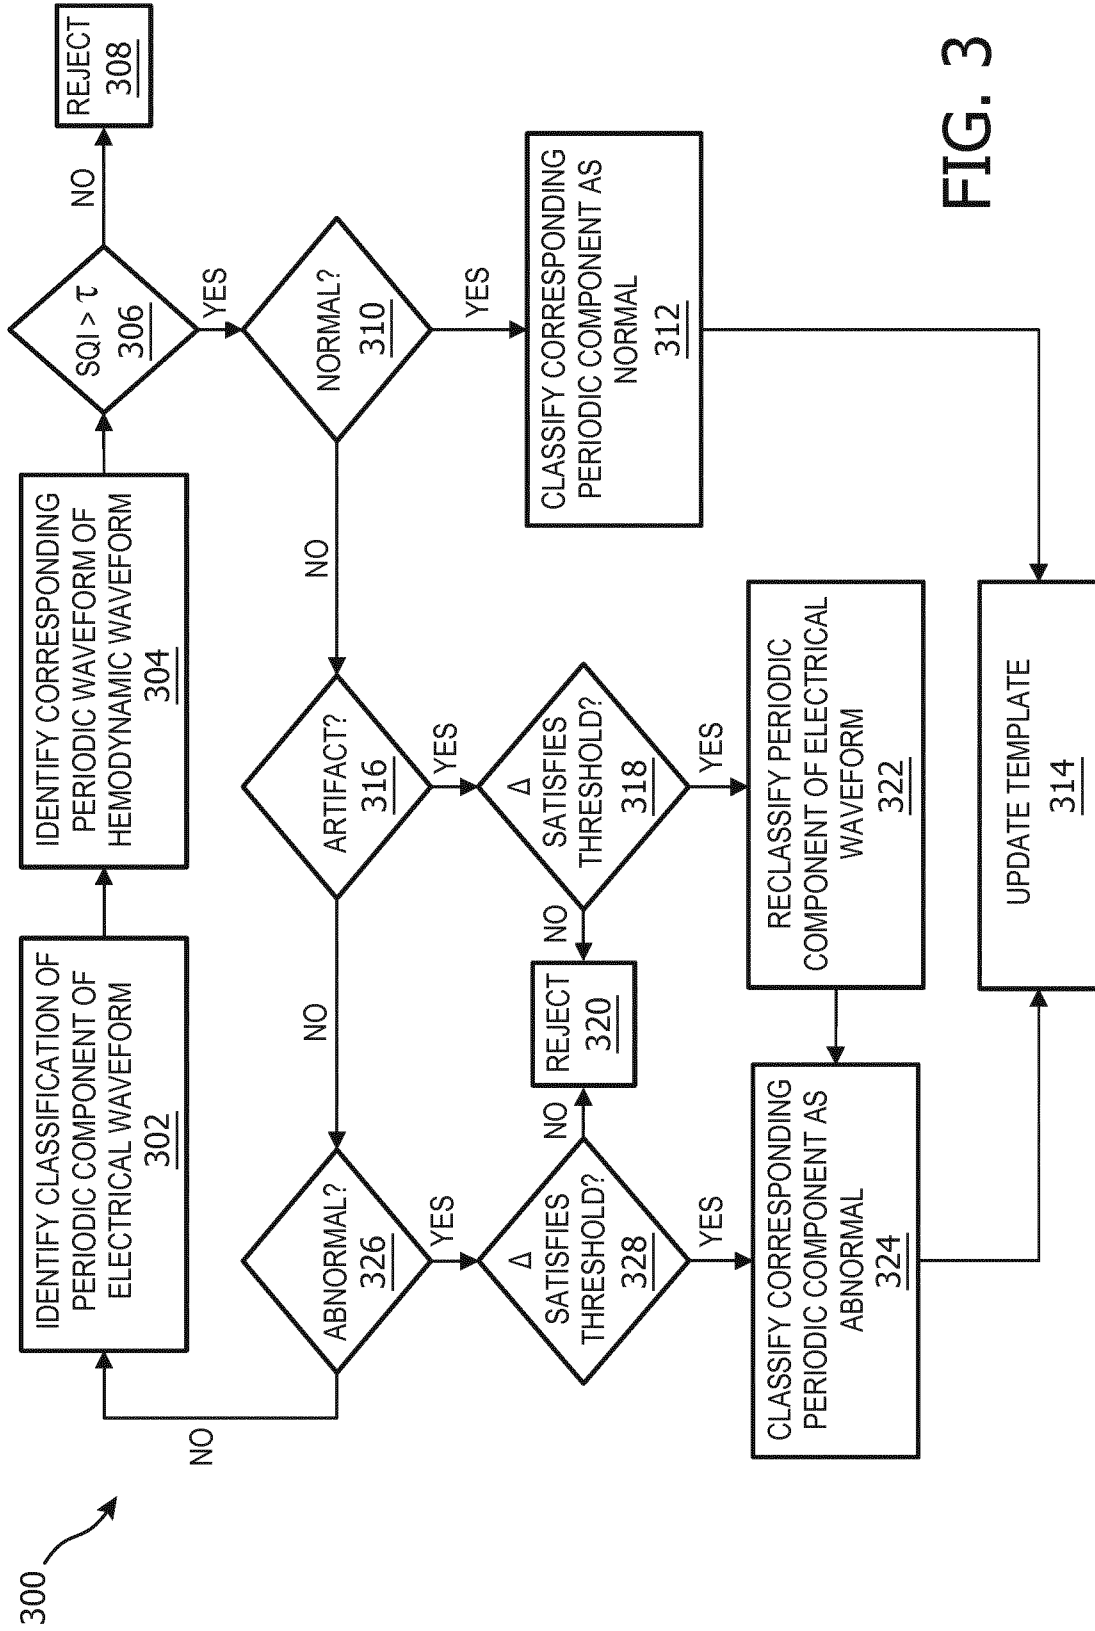 300
IDENTIFY CLASSIFICATION OF
PERIODIC COMPONENT OF
ELECTRICAL WAVEFORM
302
IDENTIFY CORRESPONDING
PERIODIC WAVEFORM OF
HEMODYNAMIC WAVEFORM
304
SQI > τ
306
NO
REJECT
308
YES
NORMAL?
310
YES
CLASSIFY CORRESPONDING
PERIODIC COMPONENT AS
NORMAL
312
NO
ARTIFACT?
316
YES
Δ
SATISFIES
THRESHOLD?
318
NO
REJECT
320
YES
RECLASSIFY PERIODIC
COMPONENT OF ELECTRICAL
WAVEFORM
322
NO
ABNORMAL?
326
NO
YES
Δ
SATISFIES
THRESHOLD?
328
NO
YES
CLASSIFY CORRESPONDING
PERIODIC COMPONENT AS
ABNORMAL
324
UPDATE TEMPLATE
314
FIG. 3